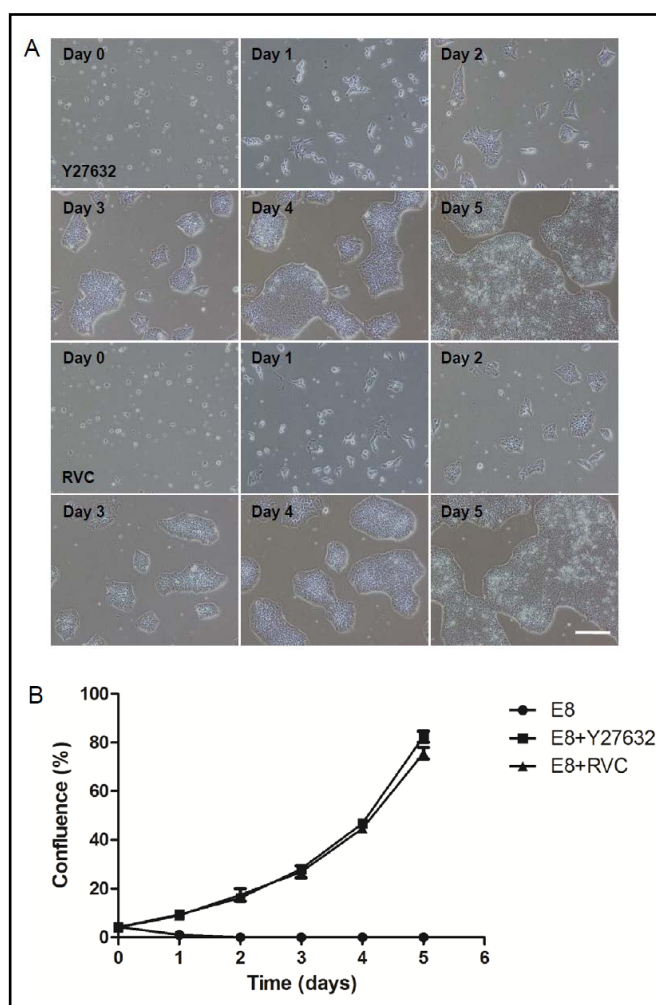 A
Day 0
Day 1
Day 2
Y27632
Day 3
Day 4
Day 5
Day 0
Day 1
Day 2
RVC
Day 3
Day 4
Day 5
B
100
80
60
40
20
0
Confluence (%)
0 1 2 3 4 5 6
Time (days)
E8
E8+Y27632
E8+RVC